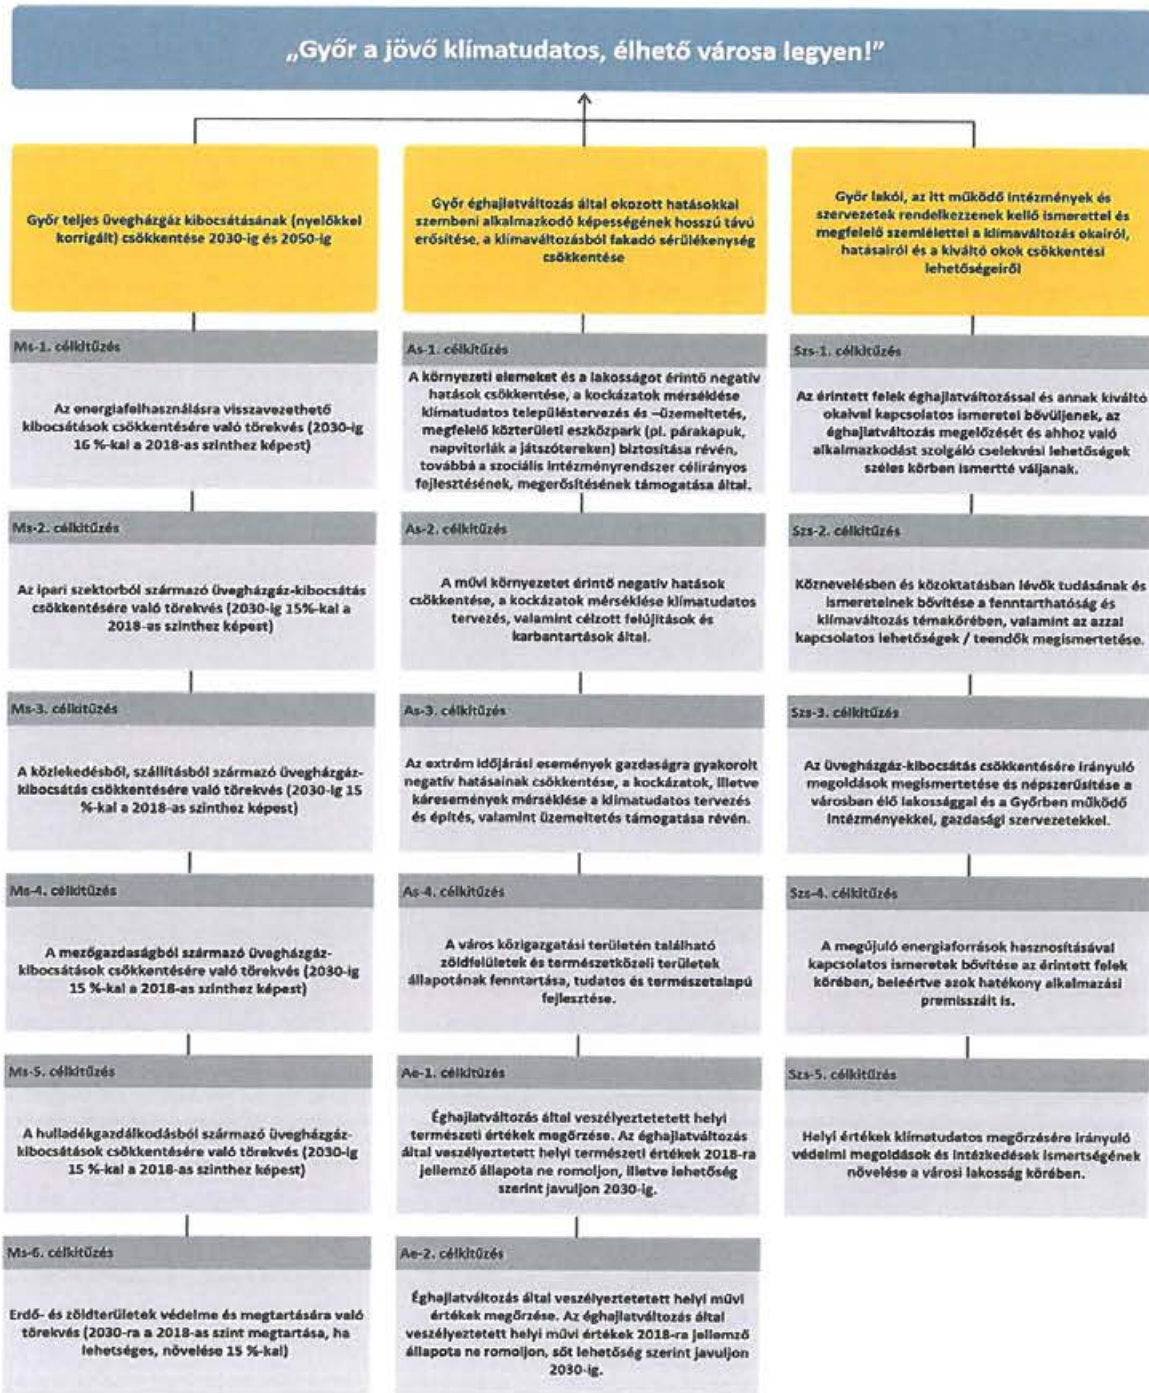 „Győr a jövő klímatudatos, élhető városa legyen!”
Győr teljes üvegházgáz kibocsátásának (nyelőkkel
korrigált) csökkentése 2030-ig és 2050-ig
Ms-1. célkitűzés
Az energiafelhasználásra visszavezethető
kibocsátások csökkentésére való törekvés (2030-ig
16 %-kal a 2018-as szinthez képest)
Ms-2. célkitűzés
Az ipari szektorból származó üvegházgáz-kibocsátás
csökkentésére való törekvés (2030-ig 15%-kal a
2018-as szinthez képest)
Ms-3. célkitűzés
A közlekedésből, szállításból származó üvegházgáz-
kibocsátás csökkentésére való törekvés (2030-ig 15
%-kal a 2018-as szinthez képest)
Ms-4. célkitűzés
A mezőgazdaságból származó üvegházgáz-
kibocsátások csökkentésére való törekvés (2030-ig
15 %-kal a 2018-as szinthez képest)
Ms-5. célkitűzés
A hulladékgazdálkodásból származó üvegházgáz-
kibocsátások csökkentésére való törekvés (2030-ig
15 %-kal a 2018-as szinthez képest)
Ms-6. célkitűzés
Erdő- és zöldterületek védelme és megtartására való
törekvés (2030-ra a 2018-as szint megtartása, ha
lehetséges, növelése 15 %-kal)
Győr éghajlatváltozás által okozott hatásokkal
szembeni alkalmazkodó képességének hosszú távú
erősítése, a klímaváltozásból fakadó sérülékenység
csökkentése
As-1. célkitűzés
A környezeti elemeket és a lakosságot érintő negatív
hatások csökkentése, a kockázatok mérséklése
klímatudatos településtervezés és –üzemeltetés,
megfelelő közterületi eszközpark (pl. párakapuk,
napvitorlák a játszótereken) biztosítása révén,
továbbá a szociális intézményrendszer célirányos
fejlesztésének, megerősítésének támogatása által.
As-2. célkitűzés
A művi környezetet érintő negatív hatások
csökkentése, a kockázatok mérséklése klímatudatos
tervezés, valamint célzott felújítások és
karbantartások által.
As-3. célkitűzés
Az extrém időjárási események gazdaságra gyakorolt
negatív hatásainak csökkentése, a kockázatok, illetve
káresemények mérséklése a klímatudatos tervezés
és építés, valamint üzemeltetés támogatása révén.
As-4. célkitűzés
A város közigazgatási területén található
zöldfelületek és természetközeli területek
állapotának fenntartása, tudatos és természetalapú
fejlesztése.
Ae-1. célkitűzés
Éghajlatváltozás által veszélyeztetetett helyi
természeti értékek megőrzése. Az éghajlatváltozás
által veszélyeztetett helyi természeti értékek 2018-ra
jellemző állapota ne romoljon, illetve lehetőség
szerint javuljon 2030-ig.
Ae-2. célkitűzés
Éghajlatváltozás által veszélyeztetetett helyi művi
értékek megőrzése. Az éghajlatváltozás által
veszélyeztetett helyi művi értékek 2018-ra jellemző
állapota ne romoljon, sőt lehetőség szerint javuljon
2030-ig.
Győr lakói, az itt működő intézmények és
szervezetek rendelkezzenek kellő ismerettel és
megfelelő szemlélettel a klímaváltozás okairól,
hatásairól és a kiváltó okok csökkentési
lehetőségeiről
Szs-1. célkitűzés
Az érintett felek éghajlatváltozással és annak kiváltó
okaival kapcsolatos ismeretei bővüljenek, az
éghajlatváltozás megelőzését és ahhoz való
alkalmazkodást szolgáló cselekvési lehetőségek
széles körben ismertté váljanak.
Szs-2. célkitűzés
Köznevelésben és közoktatásban lévők tudásának és
ismereteinek bővítése a fenntarthatóság és
klímaváltozás témakörében, valamint az azzal
kapcsolatos lehetőségek / teendők megismertetése.
Szs-3. célkitűzés
Az üvegházgáz-kibocsátás csökkentésére irányuló
megoldások megismertetése és népszerűsítése a
városban élő lakossággal és a Győrben működő
intézményekkel, gazdasági szervezetekkel.
Szs-4. célkitűzés
A megújuló energiaforrások hasznosításával
kapcsolatos ismeretek bővítése az érintett felek
körében, beleértve azok hatékony alkalmazási
premisszáit is.
Szs-5. célkitűzés
Helyi értékek klímatudatos megőrzésére irányuló
védelmi megoldások és intézkedések ismertségének
növelése a városi lakosság körében.